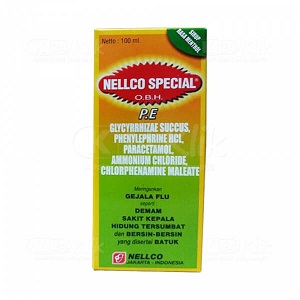 Netto : 100 ml
SIRUP
RASA MENTHOL
NELLCO SPECIAL®
O.B.H.
P.E
GLYCYRRHIZAE SUCCUS,
PHENYLEPHRINE HCl,
PARACETAMOL,
AMMONIUM CHLORIDE,
CHLORPHENAMINE MALEATE
Meringankan
GEJALA FLU
seperti :
DEMAM
SAKIT KEPALA
HIDUNG TERSUMBAT
dan BERSIN-BERSIN
yang disertai BATUK
NELLCO
JAKARTA - INDONESIA